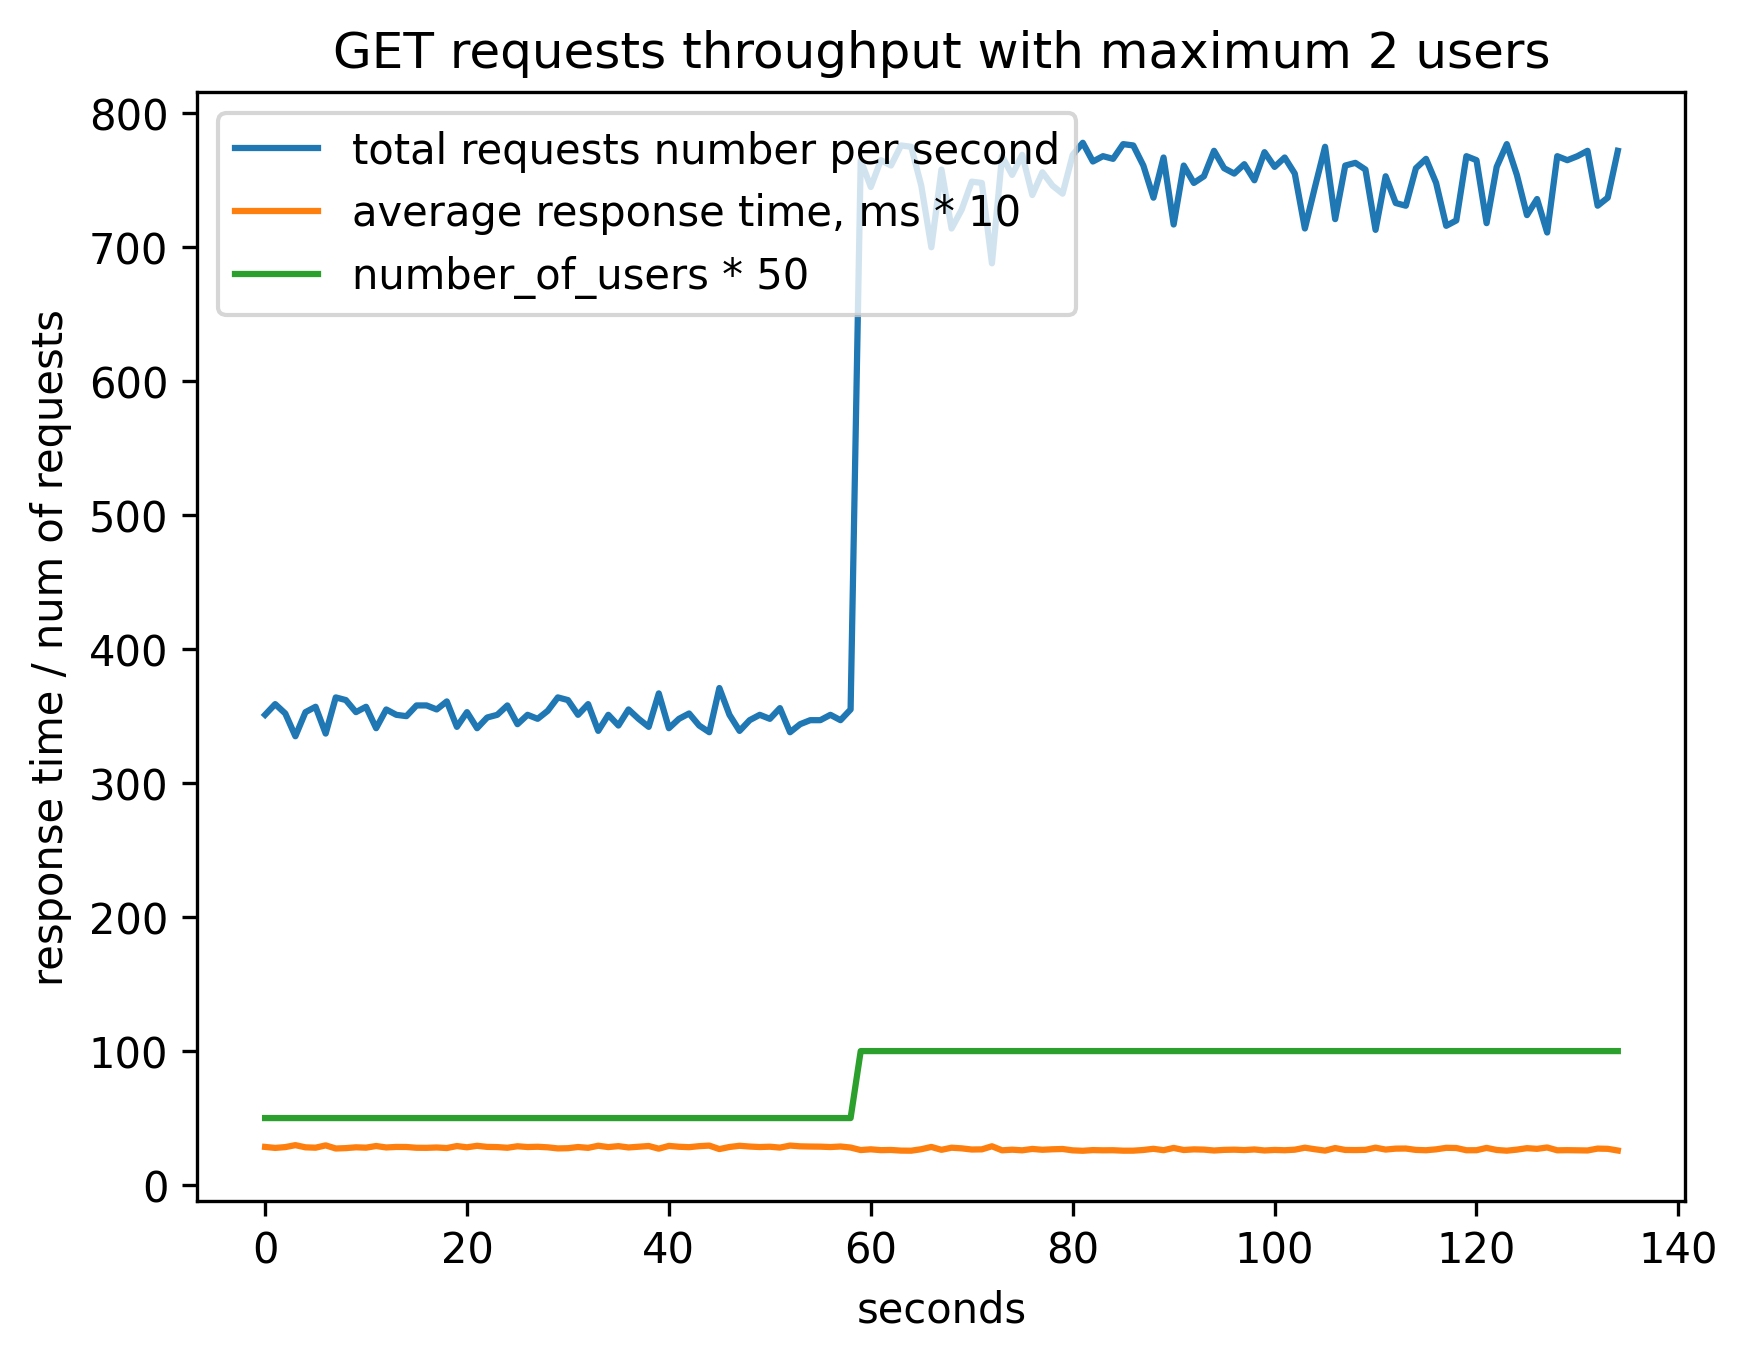 GET requests throughput with maximum 2 users
800
700
600
500
400
300
200
100
0
response time / num of requests
total requests number per second
average response time, ms * 10
number_of_users * 50
0 20 40 60 80 100 120 140
seconds